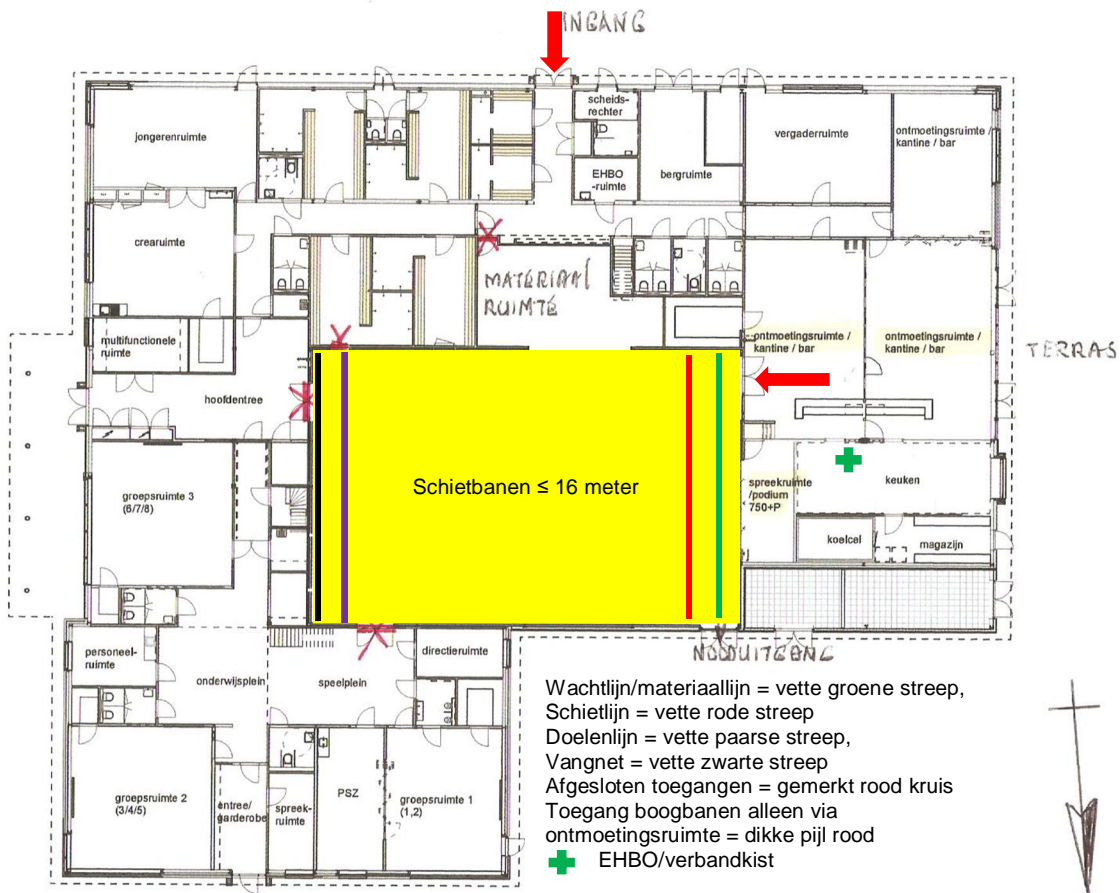 INGANG
jongerenruimte
scheids-
rechter
EHBO
-ruimte
bergruimte
vergaderruimte
ontmoetingsruimte /
kantine / bar
crearuimte
MATERIAAL
RUIMTE
multifunctionele
ruimte
ontmoetingsruimte /
kantine / bar
ontmoetingsruimte /
kantine / bar
TERRAS
hoofdentree
Schietbanen ≤ 16 meter
groepsruimte 3
(6/7/8)
spreekruimte
/podium
750+P
keuken
koelcel
magazijn
personeel-
ruimte
onderwijsplein
speelplein
directieruimte
NOODUITGANG
groepsruimte 2
(3/4/5)
entree/
garderobe
spreek-
ruimte
PSZ
groepsruimte 1
(1,2)
Wachtlijn/materiaallijn = vette groene streep,
Schietlijn = vette rode streep
Doelenlijn = vette paarse streep,
Vangnet = vette zwarte streep
Afgesloten toegangen = gemerkt rood kruis
Toegang boogbanen alleen via
ontmoetingsruimte = dikke pijl rood
EHBO/verbandkist